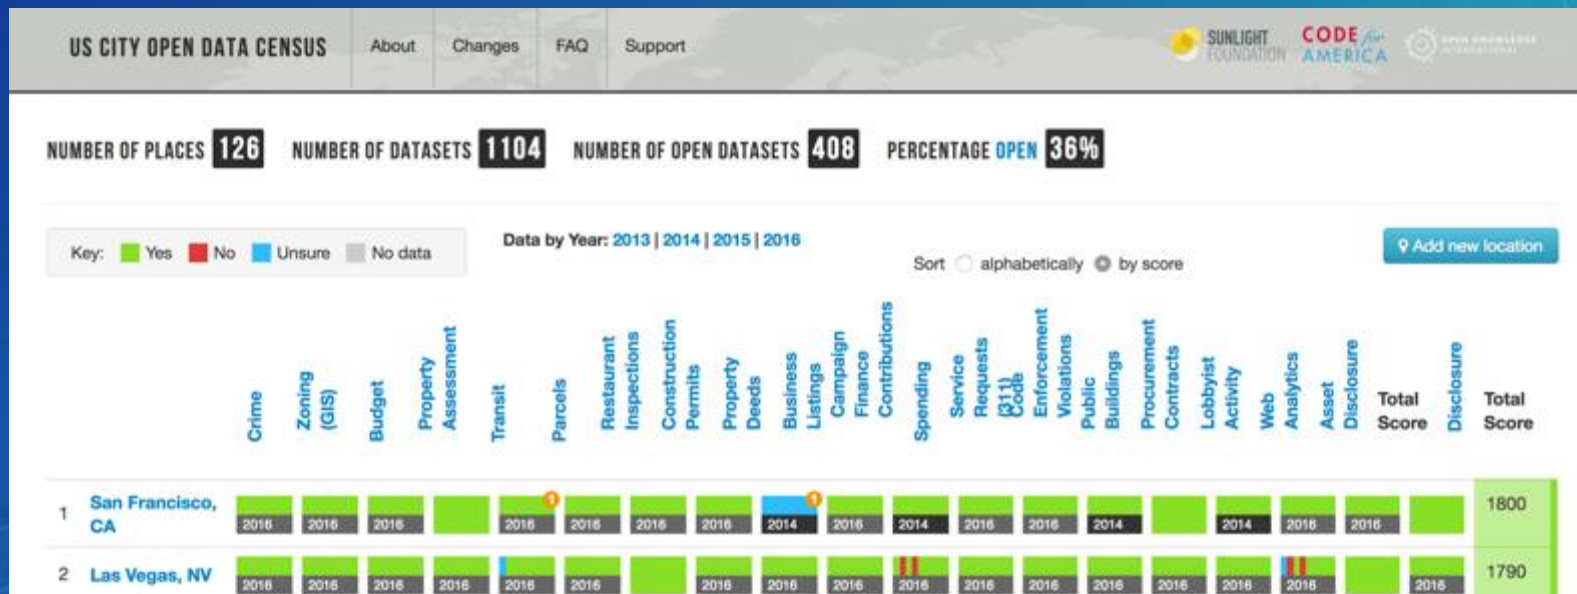 US CITY OPEN DATA CENSUS About Changes FAQ Support SUNLIGHT FOUNDATION CODE for AMERICA OPEN KNOWLEDGE INTERNATIONAL
NUMBER OF PLACES 126 NUMBER OF DATASETS 1104 NUMBER OF OPEN DATASETS 408 PERCENTAGE OPEN 36%
Key: Yes No Unsure No data
Data by Year: 2013 | 2014 | 2015 | 2016
Sort alphabetically by score
Add new location
Crime
Zoning (GIS)
Budget
Property Assessment
Transit
Parcels
Restaurant Inspections
Construction Permits
Property Deeds
Business Listings
Campaign Finance Contributions
Spending
Service Requests (311)
Code Enforcement Violations
Public Buildings
Procurement Contracts
Lobbyist Activity
Web Analytics
Asset Disclosure
Total Score
Disclosure
Total Score
1 San Francisco, CA 2016 2016 2016 2016 1 2016 2016 2016 2014 1 2016 2014 2016 2016 2014 2014 2016 2016 1800
2 Las Vegas, NV 2016 2016 2016 2016 2016 2016 2016 2016 2016 2016 2016 2016 2016 2016 2016 2016 2016 1790